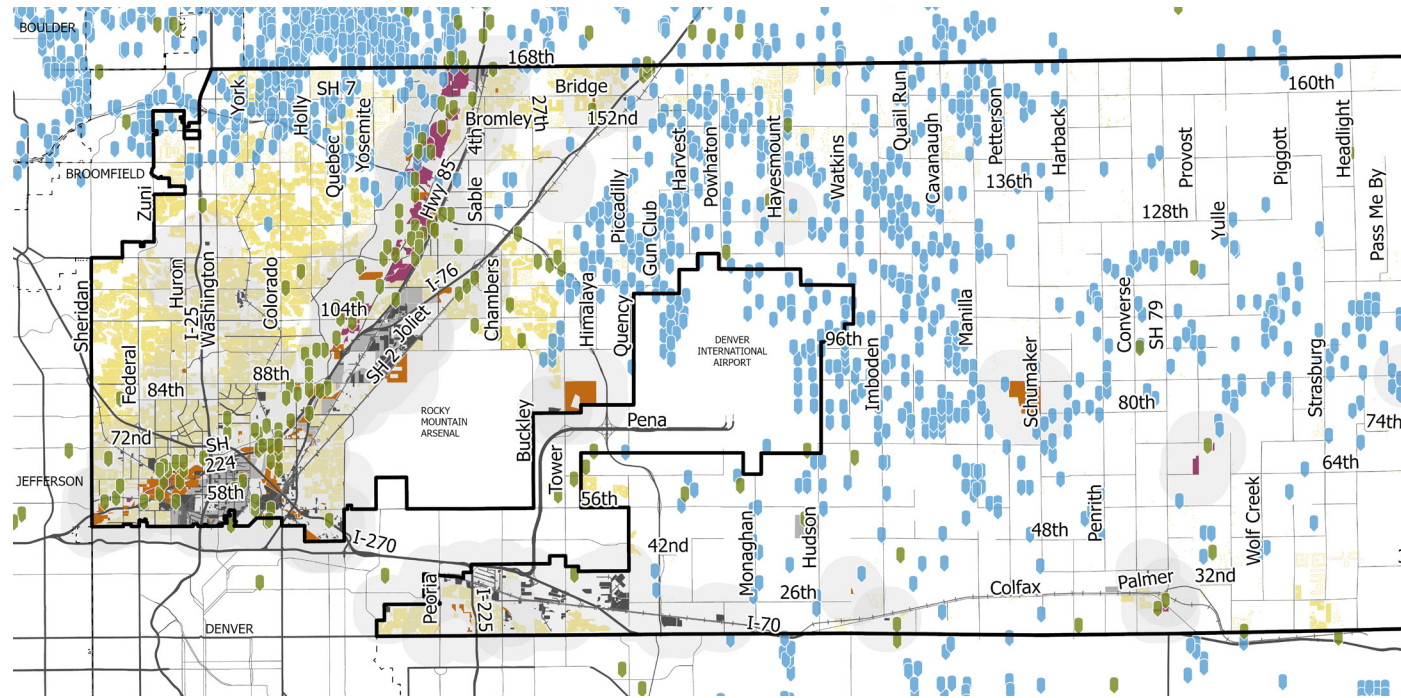 BOULDER
168th
160th
SH 7
Bridge
York
Holly
Yosemite
Quebec
Bromley
27th
152nd
4th
Hwy 85
Sable
Piccadilly
Gun Club
Harvest
Powhaton
Hayesmount
Watkins
Quail Run
Cavanaugh
Petterson
Harback
136th
Provost
128th
Yulle
Piggott
Headlight
Pass Me By
BROOMFIELD
Zuni
Sheridan
Huron
I-25
Washington
Colorado
104th
I-76
Chambers
Himalaya
Quency
DENVER
INTERNATIONAL
AIRPORT
96th
Imboden
Manilla
Schumaker
Converse
SH 79
Strasburg
Federal
84th
88th
SH 2
Joliet
80th
74th
72nd
SH
224
ROCKY
MOUNTAIN
ARSENAL
Buckley
Pena
Tower
64th
JEFFERSON
58th
56th
Penrith
48th
Wolf Creek
I-270
42nd
Monaghan
Hudson
26th
Colfax
Palmer
32nd
Peoria
I-225
I-70
DENVER